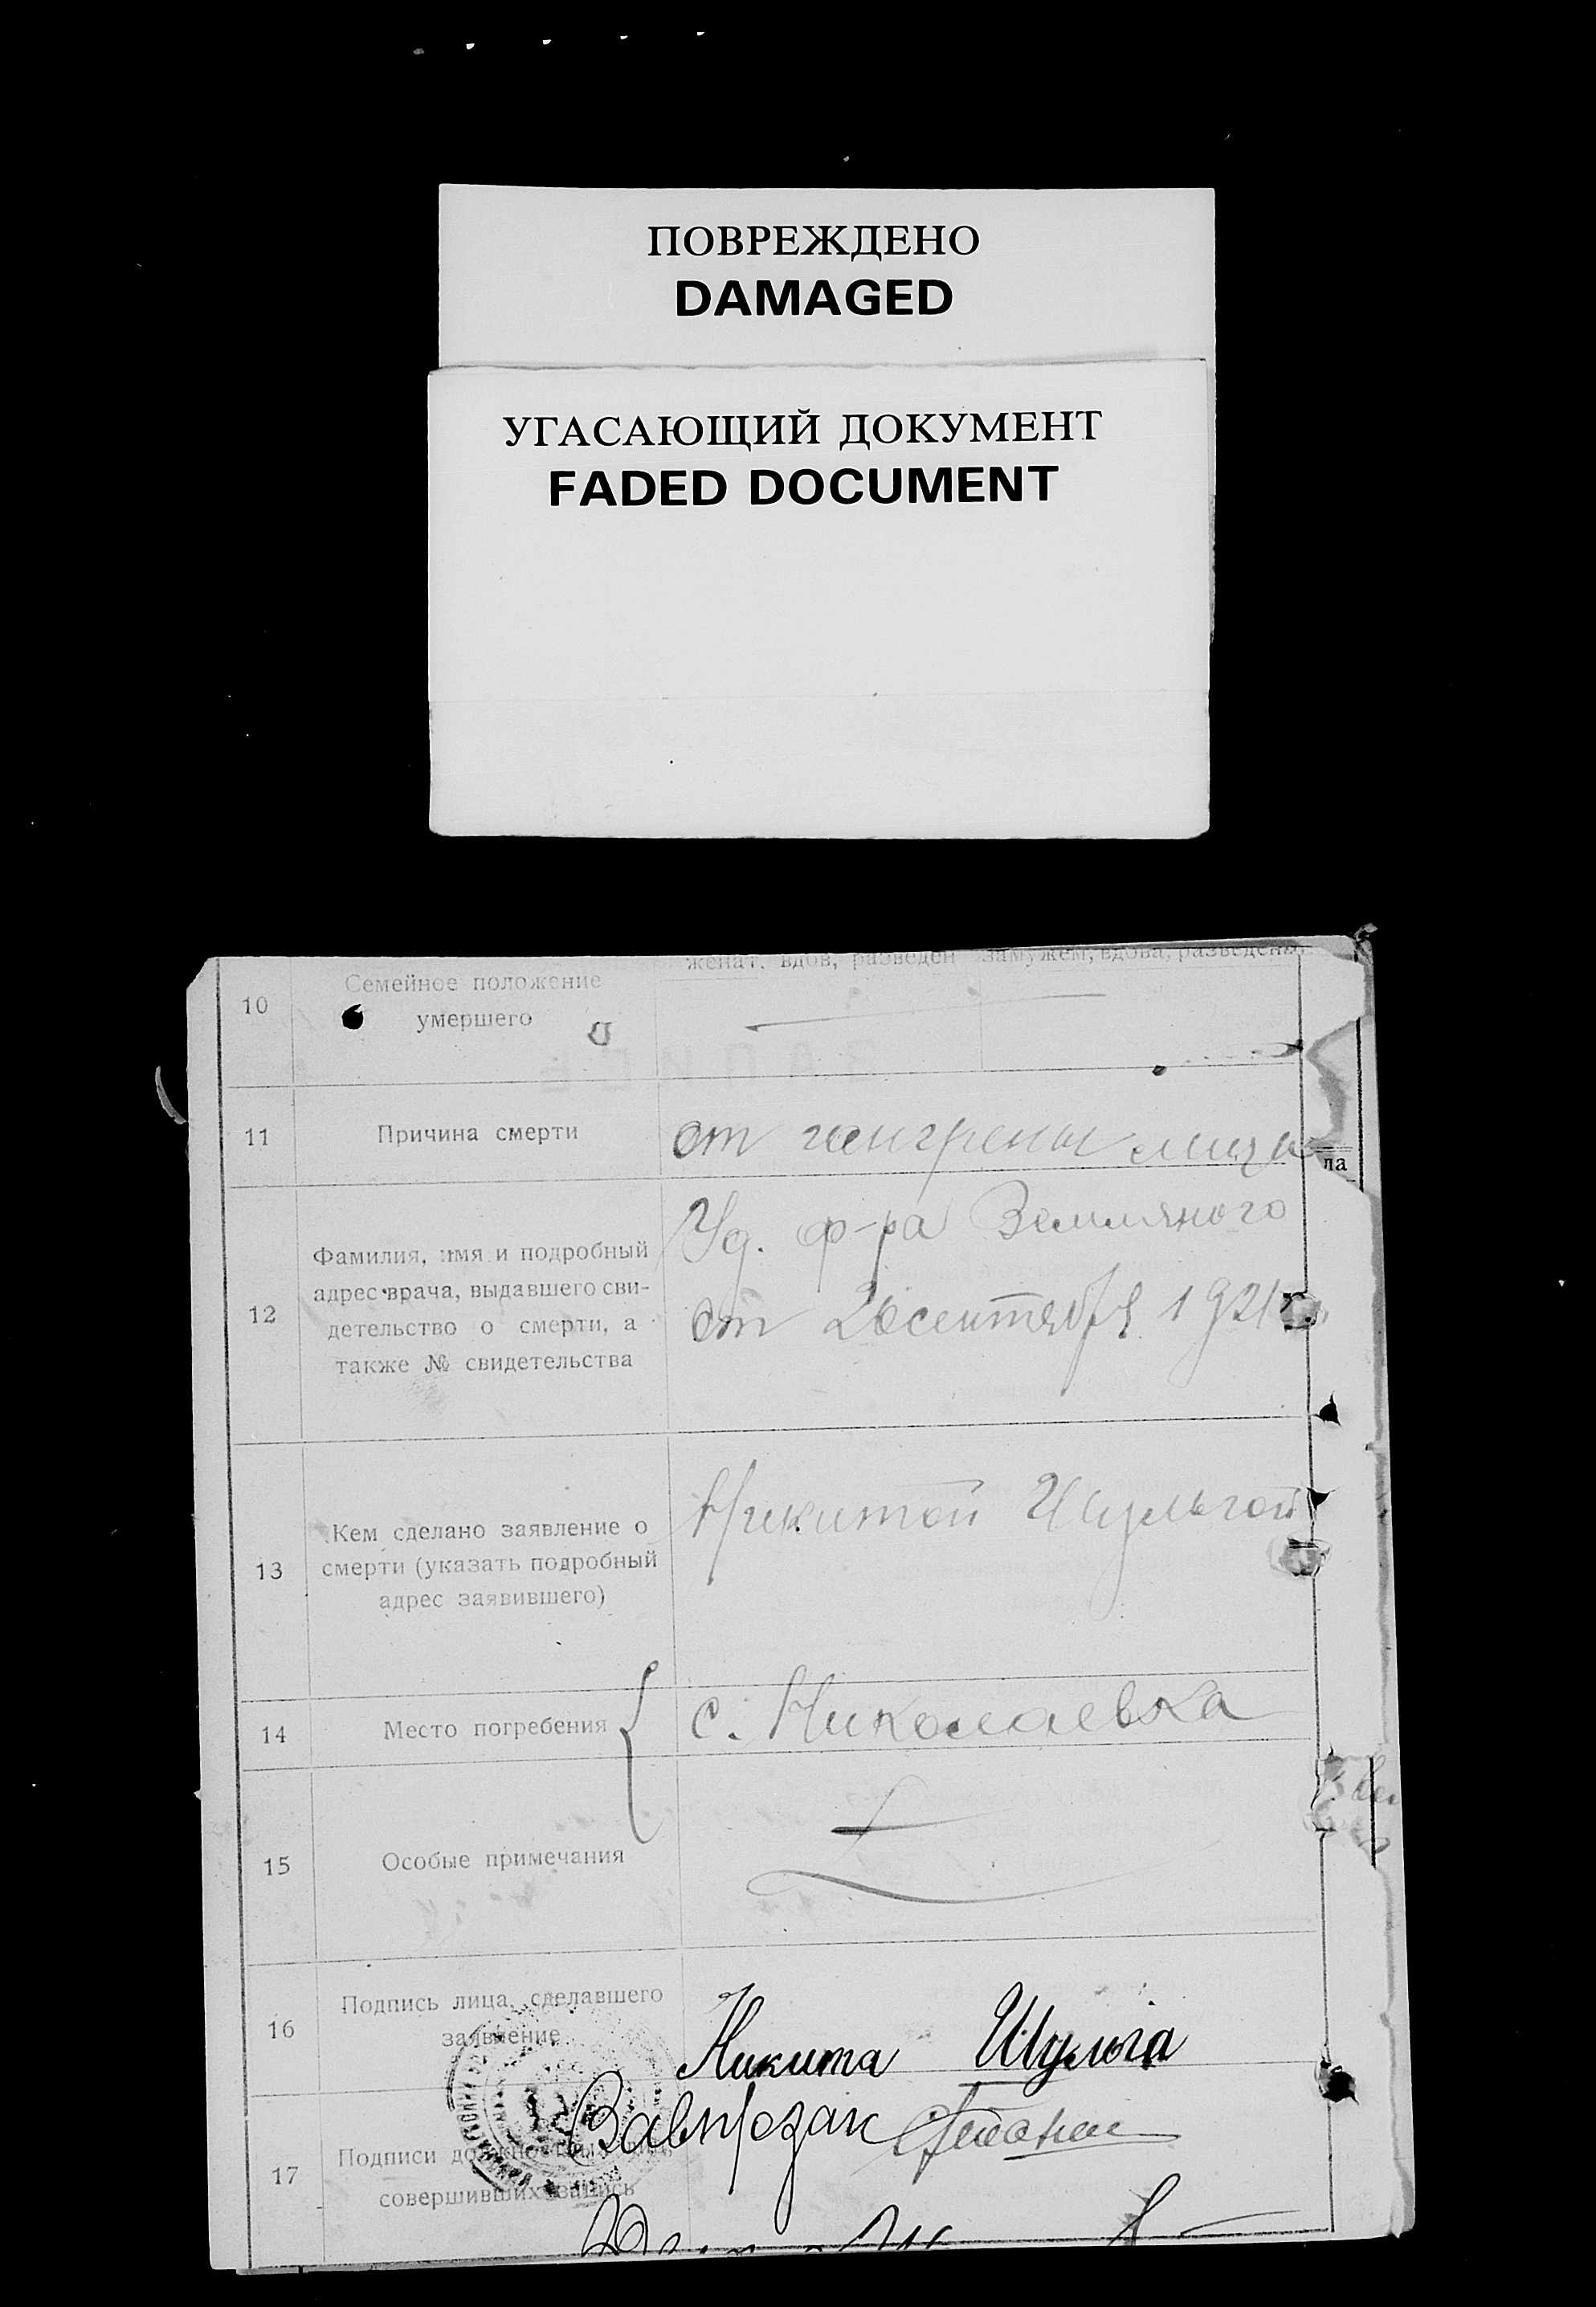 ПОВРЕЖДЕНО
DAMAGED
УГАСАЮЩИЙ ДОКУМЕНТ
FADED DOCUMENT
женат, вдов, разведен замужем, вдова, разведена
10 Семейное положение
умершего
11 Причина смерти от гангрены лица
ла
12 Фамилия, имя и подробный
адрес врача, выдавшего сви-
детельство о смерти, а
также № свидетельства
Уд. ф-ра Земляного
от 26 сентября 1921
13 Кем сделано заявление о
смерти (указать подробный
адрес заявившего)
Никитой Шульгой
14 Место погребения с. Николаевка
15 Особые примечания
16 Подпись лица, сделавшего
заявление
Никита Шульга
17 Подписи должностных лиц,
совершивших запись
Завпрозак